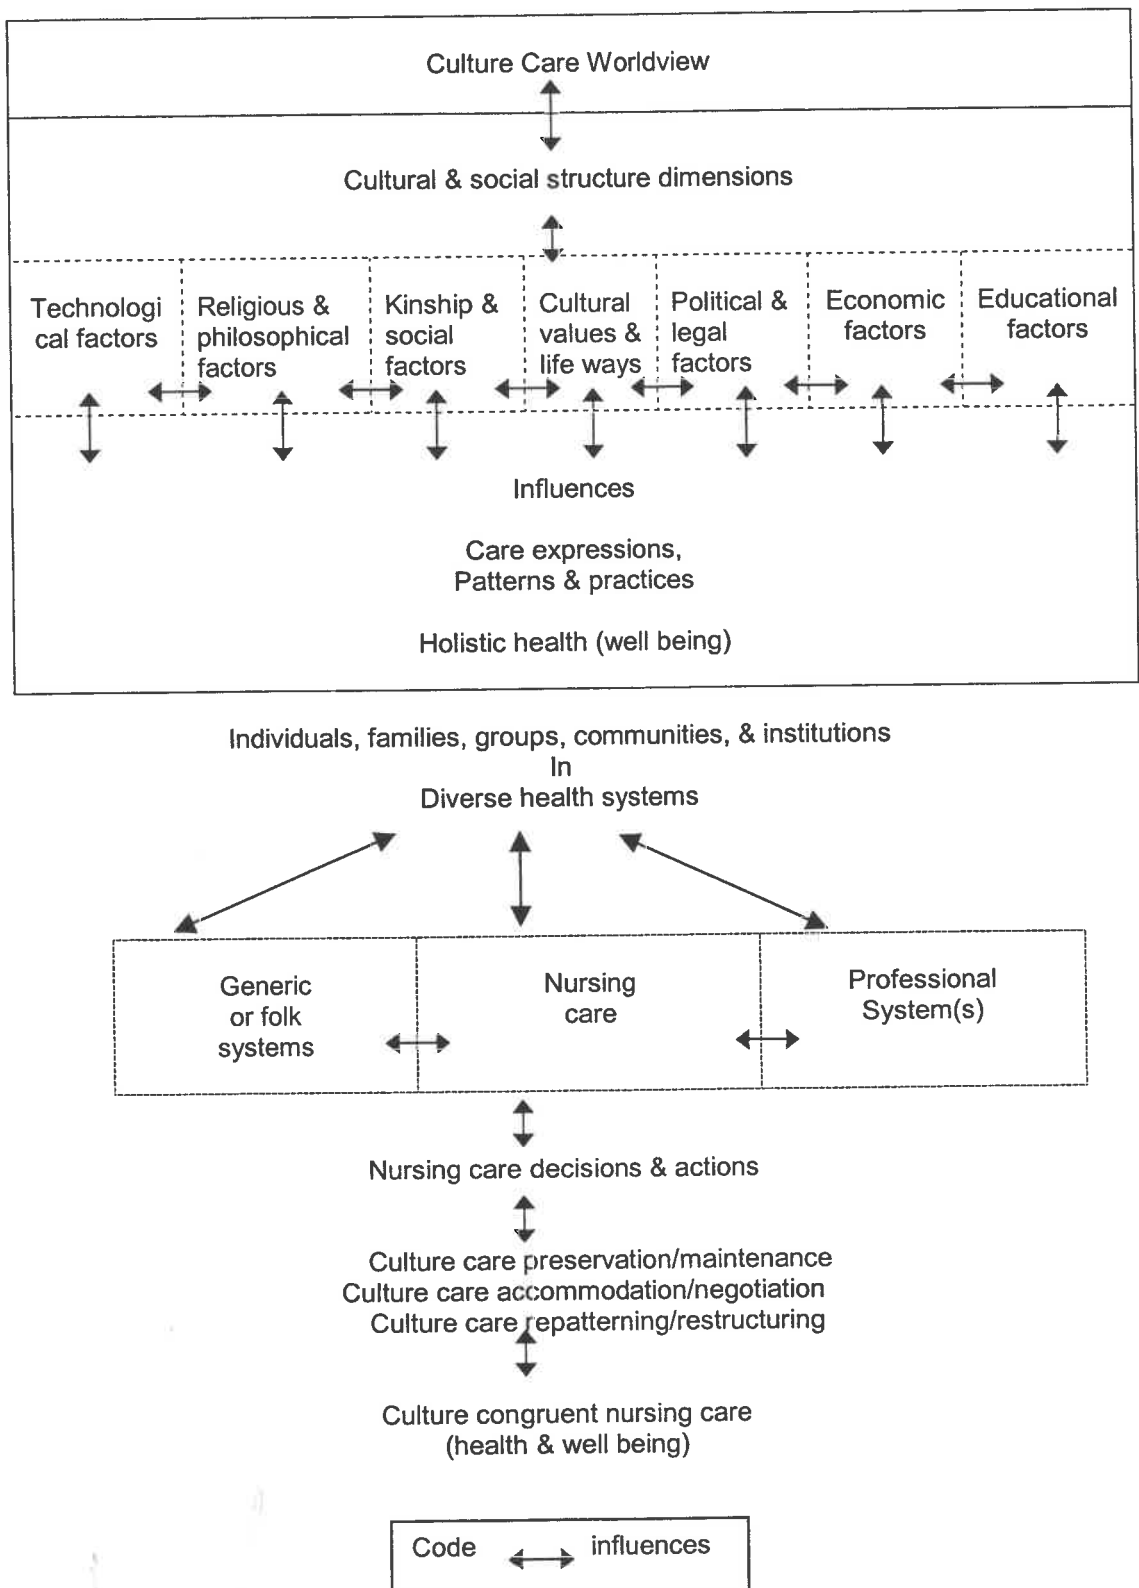 Culture Care Worldview
Cultural & social structure dimensions
Technologi
cal factors
Religious &
philosophical
factors
Kinship &
social
factors
Cultural
values &
life ways
Political &
legal
factors
Economic
factors
Educational
factors
Influences
Care expressions,
Patterns & practices
Holistic health (well being)
Individuals, families, groups, communities, & institutions
In
Diverse health systems
Generic
or folk
systems
Nursing
care
Professional
System(s)
Nursing care decisions & actions
Culture care preservation/maintenance
Culture care accommodation/negotiation
Culture care repatterning/restructuring
Culture congruent nursing care
(health & well being)
Code influences